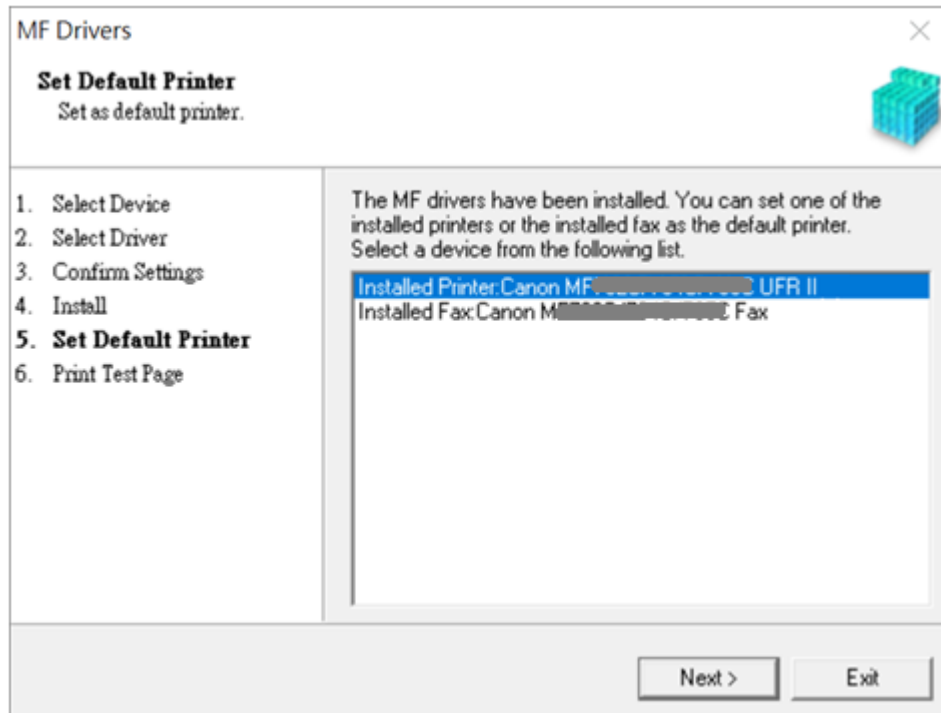 MF Drivers
Set Default Printer
Set as default printer.
1. Select Device
2. Select Driver
3. Confirm Settings
4. Install
5. Set Default Printer
6. Print Test Page
The MF drivers have been installed. You can set one of the
installed printers or the installed fax as the default printer.
Select a device from the following list.
Installed Printer:Canon UFR II
Installed Fax:Canon Fax
Next >
Exit